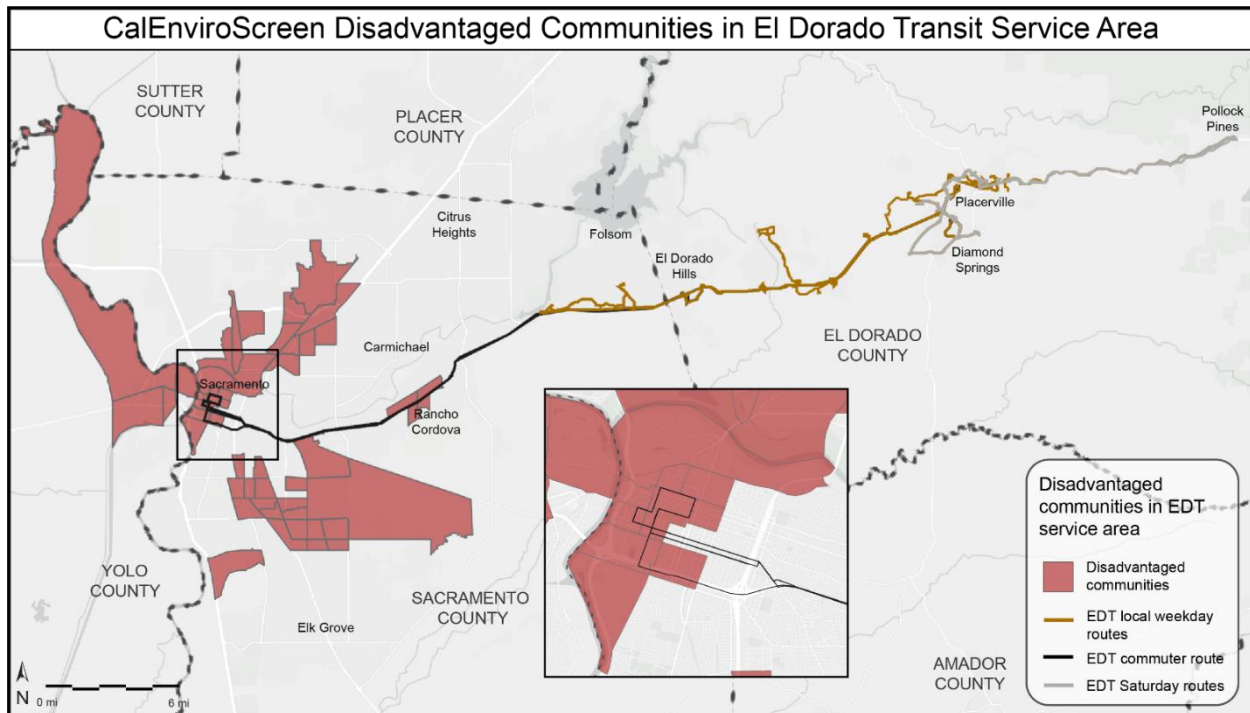 CalEnviroScreen Disadvantaged Communities in El Dorado Transit Service Area
SUTTER
COUNTY
PLACER
COUNTY
Pollock
Pines
Citrus
Heights
Folsom
Placerville
El Dorado
Hills
Diamond
Springs
EL DORADO
COUNTY
Carmichael
Sacramento
Rancho
Cordova
YOLO
COUNTY
SACRAMENTO
COUNTY
Elk Grove
AMADOR
COUNTY
N
0 mi
6 mi
Disadvantaged
communities in EDT
service area
Disadvantaged
communities
EDT local weekday
routes
EDT commuter route
EDT Saturday routes